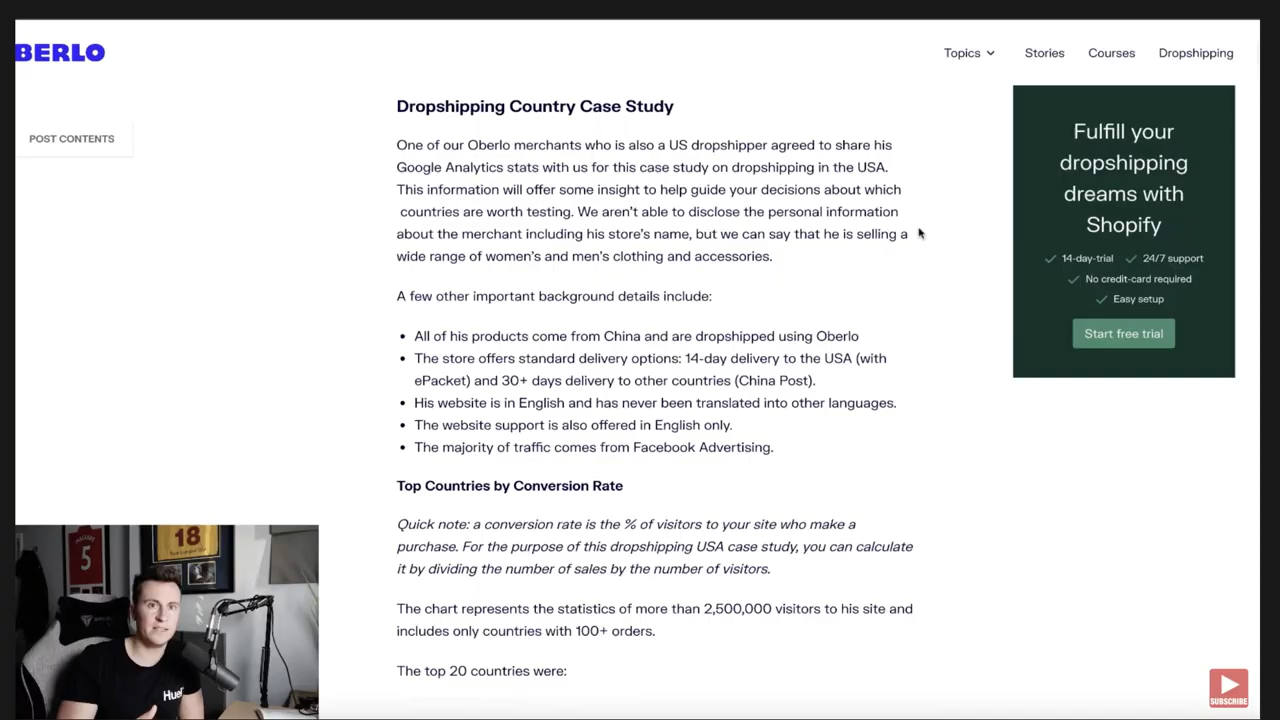 BERLO
Topics
Stories
Courses
Dropshipping
POST CONTENTS
Dropshipping Country Case Study
One of our Oberlo merchants who is also a US dropshipper agreed to share his
Google Analytics stats with us for this case study on dropshipping in the USA.
This information will offer some insight to help guide your decisions about which
countries are worth testing. We aren't able to disclose the personal information
about the merchant including his store's name, but we can say that he is selling a
wide range of women's and men's clothing and accessories.
A few other important background details include:
• All of his products come from China and are dropshipped using Oberlo
• The store offers standard delivery options: 14-day delivery to the USA (with
ePacket) and 30+ days delivery to other countries (China Post).
• His website is in English and has never been translated into other languages.
• The website support is also offered in English only.
• The majority of traffic comes from Facebook Advertising.
Top Countries by Conversion Rate
Quick note: a conversion rate is the % of visitors to your site who make a
purchase. For the purpose of this dropshipping USA case study, you can calculate
it by dividing the number of sales by the number of visitors.
The chart represents the statistics of more than 2,500,000 visitors to his site and
includes only countries with 100+ orders.
The top 20 countries were:
Fulfill your
dropshipping
dreams with
Shopify
14-day-trial
24/7 support
No credit-card required
Easy setup
Start free trial
5
18
Huel
SUBSCRIBE